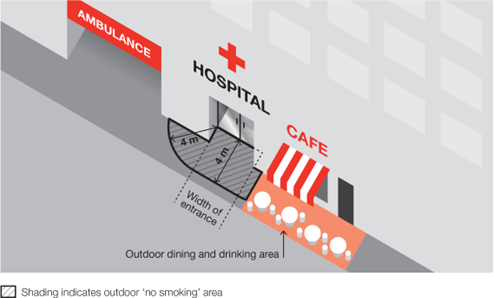 AMBULANCE
HOSPITAL
CAFE
4 m
4 m
Width of
entrance
Outdoor dining and drinking area
Shading indicates outdoor ‘no smoking’ area